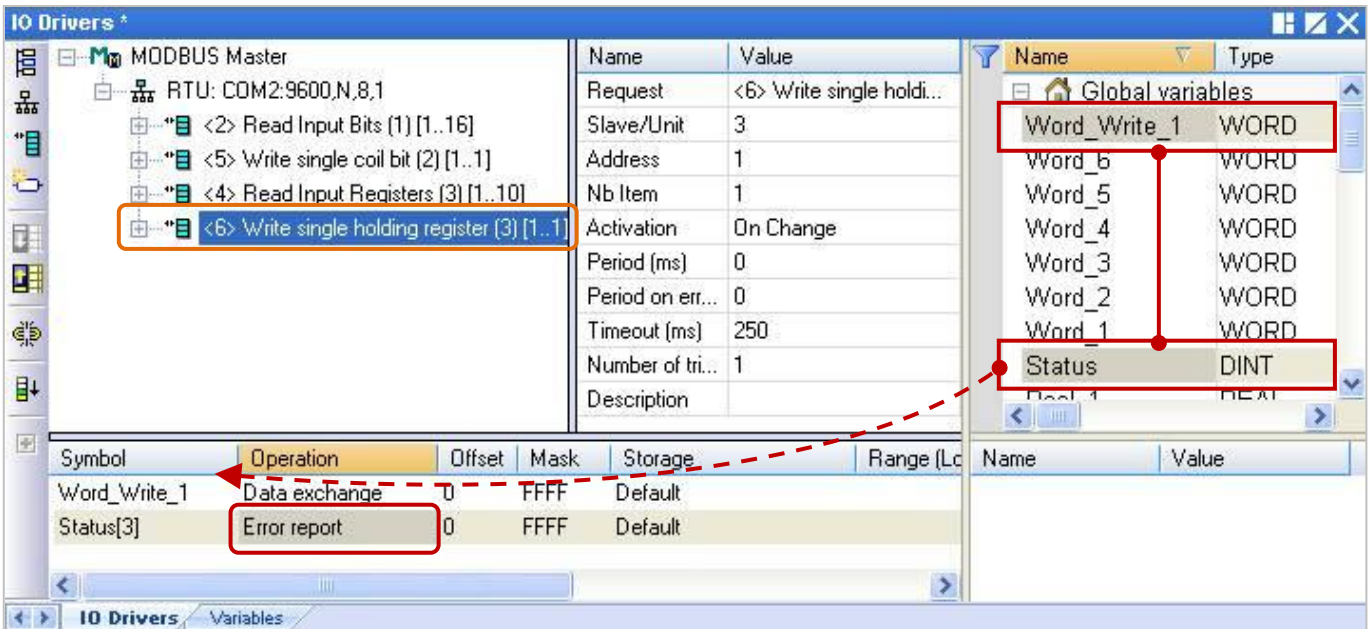 IO Drivers *
MODBUS Master
RTU: COM2:9600,N,8,1
<2> Read Input Bits (1) [1..16]
<5> Write single coil bit (2) [1..1]
<4> Read Input Registers (3) [1..10]
<6> Write single holding register (3) [1..1]
Name Value
Request <6> Write single holdi...
Slave/Unit 3
Address 1
Nb Item 1
Activation On Change
Period (ms) 0
Period on err... 0
Timeout (ms) 250
Number of tri... 1
Description
Name Type
Global variables
Word_Write_1 WORD
Word_6 WORD
Word_5 WORD
Word_4 WORD
Word_3 WORD
Word_2 WORD
Word_1 WORD
Status DINT
Symbol Operation Offset Mask Storage Range (Lo
Word_Write_1 Data exchange 0 FFFF Default
Status[3] Error report 0 FFFF Default
Name Value
IO Drivers Variables